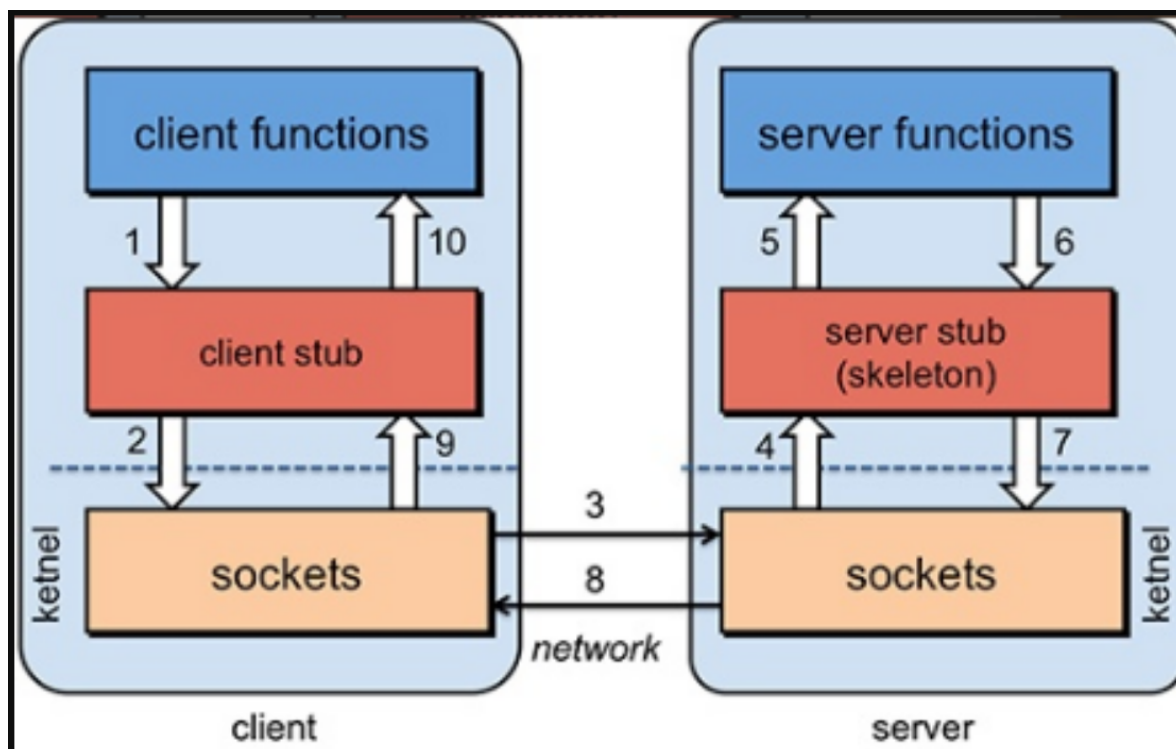 client functions
server functions
1
10
5
6
client stub
server stub
(skeleton)
2
9
4
7
3
ketnel
sockets
sockets
ketnel
8
network
client
server